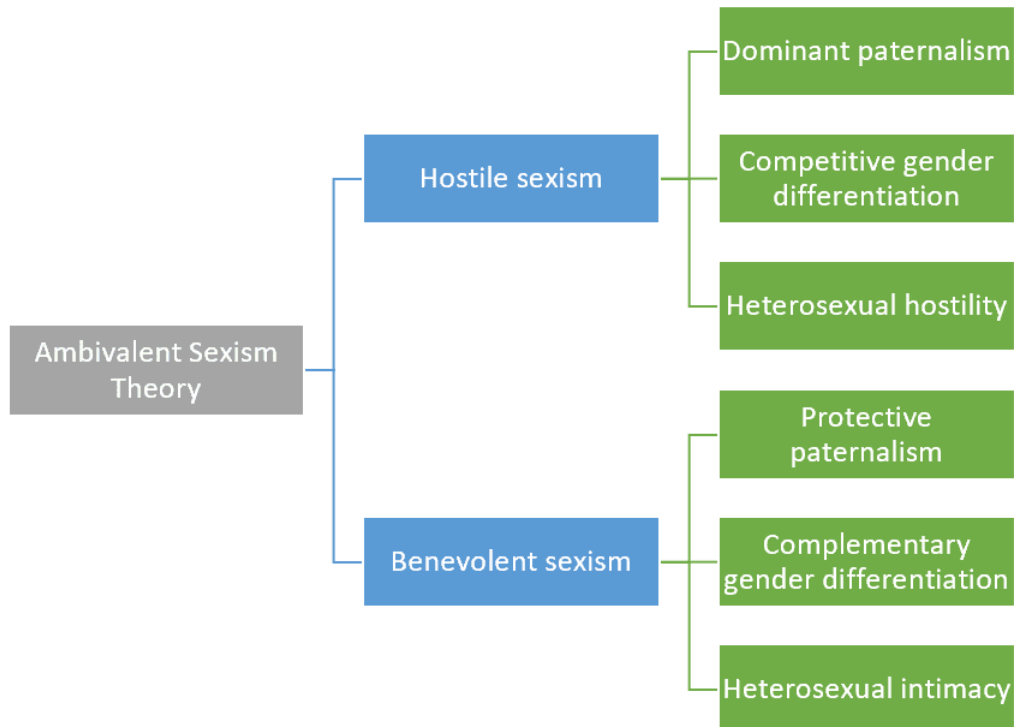 Ambivalent Sexism
Theory
Hostile sexism
Dominant paternalism
Competitive gender
differentiation
Heterosexual hostility
Benevolent sexism
Protective
paternalism
Complementary
gender differentiation
Heterosexual intimacy